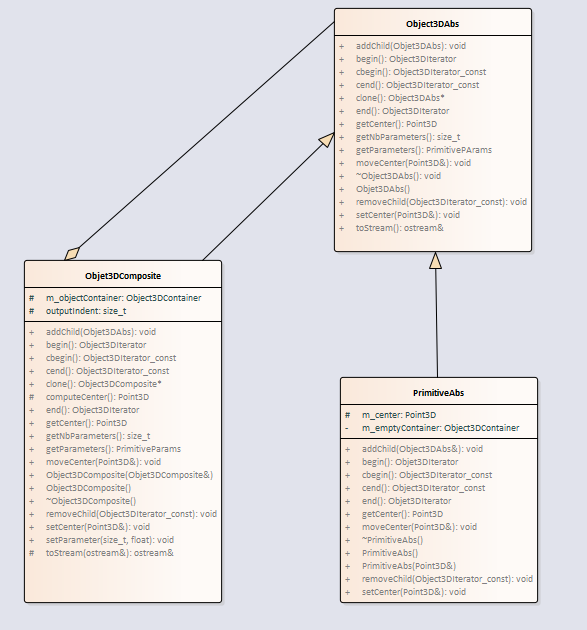 Object3DAbs
+ addChild(Objet3DAbs): void
+ begin(): Object3DIterator
+ cbegin(): Object3DIterator_const
+ cend(): Object3DIterator_const
+ clone(): Object3DAbs*
+ end(): Object3DIterator
+ getCenter(): Point3D
+ getNbParameters(): size_t
+ getParameters(): PrimitivePArams
+ moveCenter(Point3D&): void
+ ~Object3DAbs(): void
+ Objet3DAbs()
+ removeChild(Object3DIterator_const): void
+ setCenter(Point3D&): void
+ toStream(): ostream&
Objet3DComposite
# m_objectContainer: Object3DContainer
# outputIndent: size_t
+ addChild(Objet3DAbs): void
+ begin(): Object3DIterator
+ cbegin(): Object3DIterator_const
+ cend(): Object3DIterator_const
+ clone(): Object3DComposite*
# computeCenter(): Point3D
+ end(): Object3DIterator
+ getCenter(): Point3D
+ getNbParameters(): size_t
+ getParameters(): PrimitiveParams
+ moveCenter(Point3D&): void
+ Object3DComposite(Objet3DComposite&)
+ Object3DComposite()
+ ~Object3DComposite()
+ removeChild(Object3DIterator_const): void
+ setCenter(Point3D&): void
+ setParameter(size_t, float): void
# toStream(ostream&): ostream&
PrimitiveAbs
# m_center: Point3D
- m_emptyContainer: Object3DContainer
+ addChild(Object3DAbs&): void
+ begin(): Objet3DIterator
+ cbegin(): Object3DIterator_const
+ cend(): Object3DIterator_const
+ end(): Objet3DIterator
+ getCenter(): Point3D
+ moveCenter(Point3D&): void
+ ~PrimitiveAbs()
+ PrimitiveAbs()
+ PrimitiveAbs(Point3D&)
+ removeChild(Object3DIterator_const): void
+ setCenter(Point3D&): void